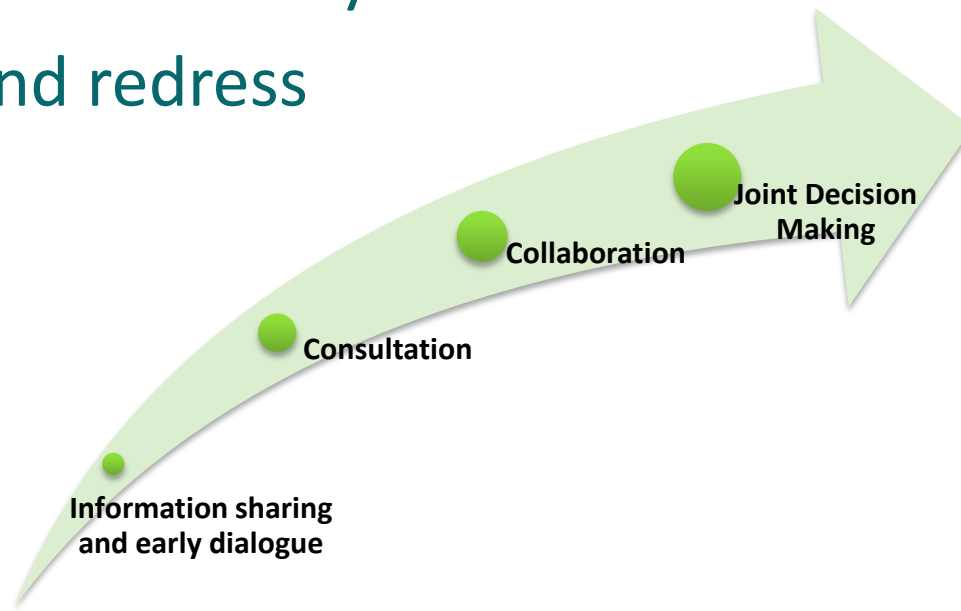 nd redress
Joint Decision
Making
Collaboration
Consultation
Information sharing
and early dialogue